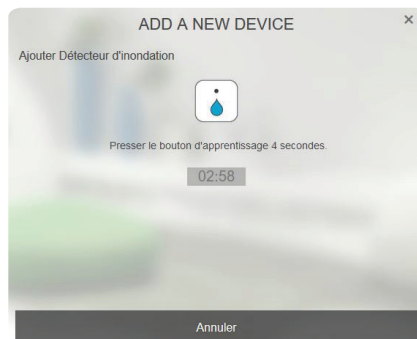 ADD A NEW DEVICE
×
Ajouter Détecteur d'inondation
Presser le bouton d'apprentissage 4 secondes.
02:58
Annuler